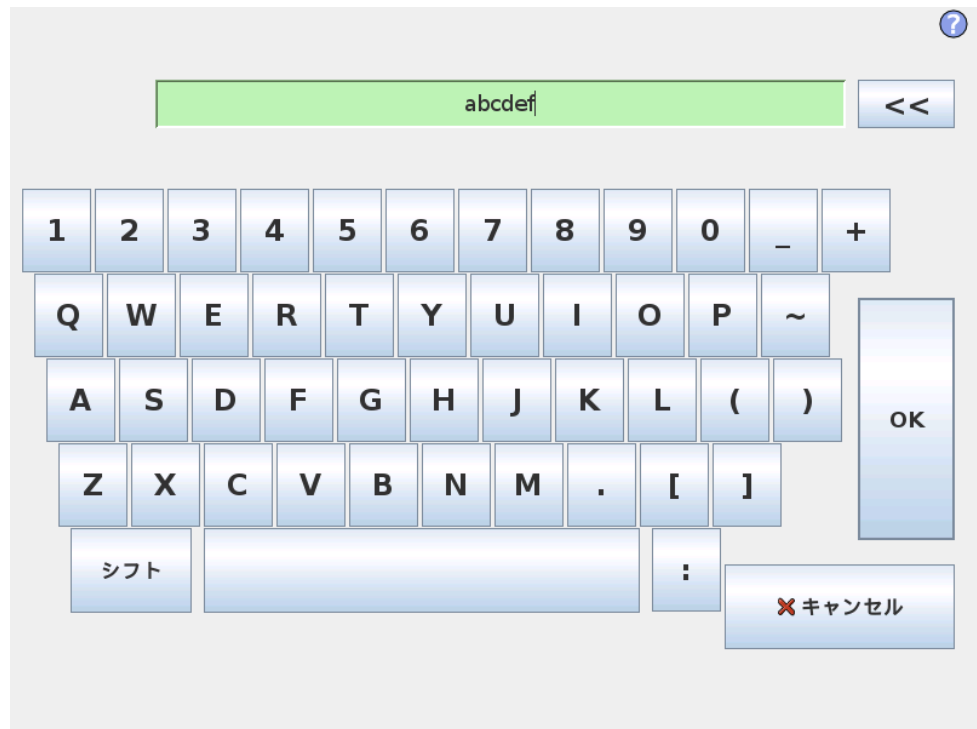 ?
abcdef
<<
1 2 3 4 5 6 7 8 9 0 _ +
Q W E R T Y U I O P ~
A S D F G H J K L ( )
OK
Z X C V B N M . [ ]
シフト :
キャンセル